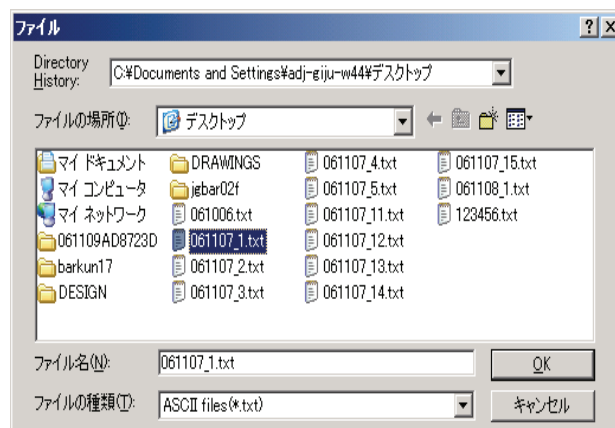 ファイル
Directory History: C:¥Documents and Settings¥adj-giju-w44¥デスクトップ
ファイルの場所(I): デスクトップ
マイ ドキュメント DRAWINGS 061107_4.txt 061107_15.txt
マイ コンピュータ jgbar02f 061107_5.txt 061108_1.txt
マイ ネットワーク 061006.txt 061107_11.txt 123456.txt
061109AD8723D 061107_1.txt 061107_12.txt
barkun17 061107_2.txt 061107_13.txt
DESIGN 061107_3.txt 061107_14.txt
ファイル名(N): 061107_1.txt OK
ファイルの種類(T): ASCII files(*.txt) キャンセル